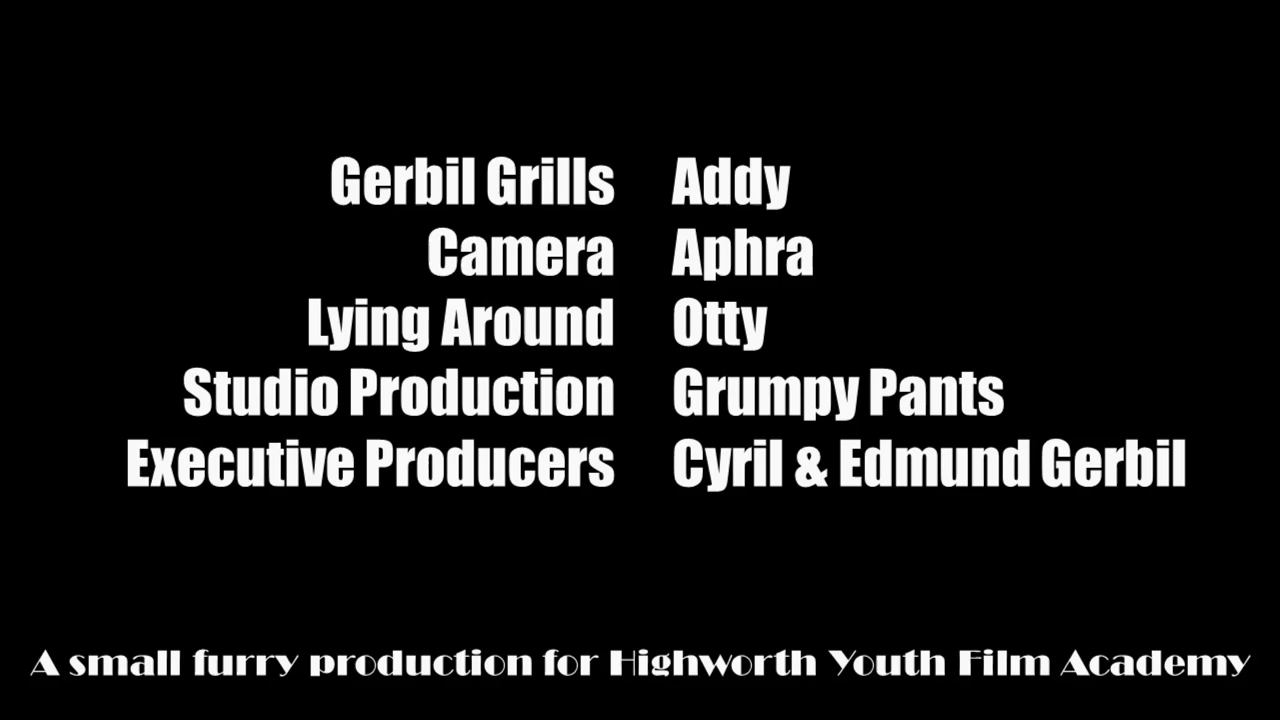 Gerbil Grills Addy
Camera Aphra
Lying Around Otty
Studio Production Grumpy Pants
Executive Producers Cyril & Edmund Gerbil
A small furry production for Highworth Youth Film Academy